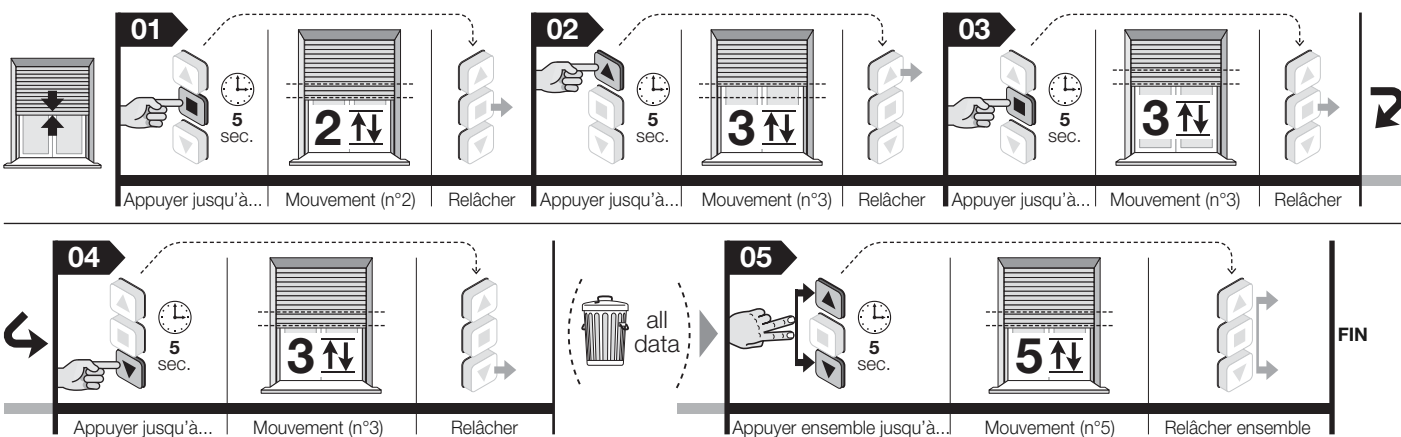 01
5
sec.
2
Appuyer jusqu'à...
Mouvement (n°2)
Relâcher
02
5
sec.
3
Appuyer jusqu'à...
Mouvement (n°3)
Relâcher
03
5
sec.
3
Appuyer jusqu'à...
Mouvement (n°3)
Relâcher
04
5
sec.
3
Appuyer jusqu'à...
Mouvement (n°3)
Relâcher
all
data
05
5
sec.
5
Appuyer ensemble jusqu'à...
Mouvement (n°5)
Relâcher ensemble
FIN